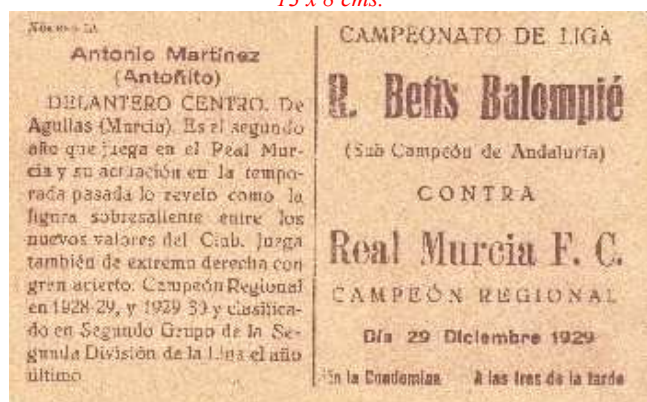 15 x 8 cms.
Antonio Martínez
(Antoñito)
DELANTERO CENTRO. De
Aguilas (Murcia). Es el segundo
año que juega en el Real Mur-
cia y su actuación en la tempo-
rada pasada lo revelo como la
figura sobresaliente entre los
nuevos valores del Club. Juega
también de extremo derecha con
gran acierto. Campeón Regional
en 1928-29, y 1929-30 y clasifica-
do en Segundo Grupo de la Se-
gunda División de la Liga el año
último
CAMPEONATO DE LIGA
R. Betis Balompié
(Sub Campeón de Andalucía)
CONTRA
Real Murcia F. C.
CAMPEÓN REGIONAL
Día 29 Diciembre 1929
En la Condomina A las tres de la tarde